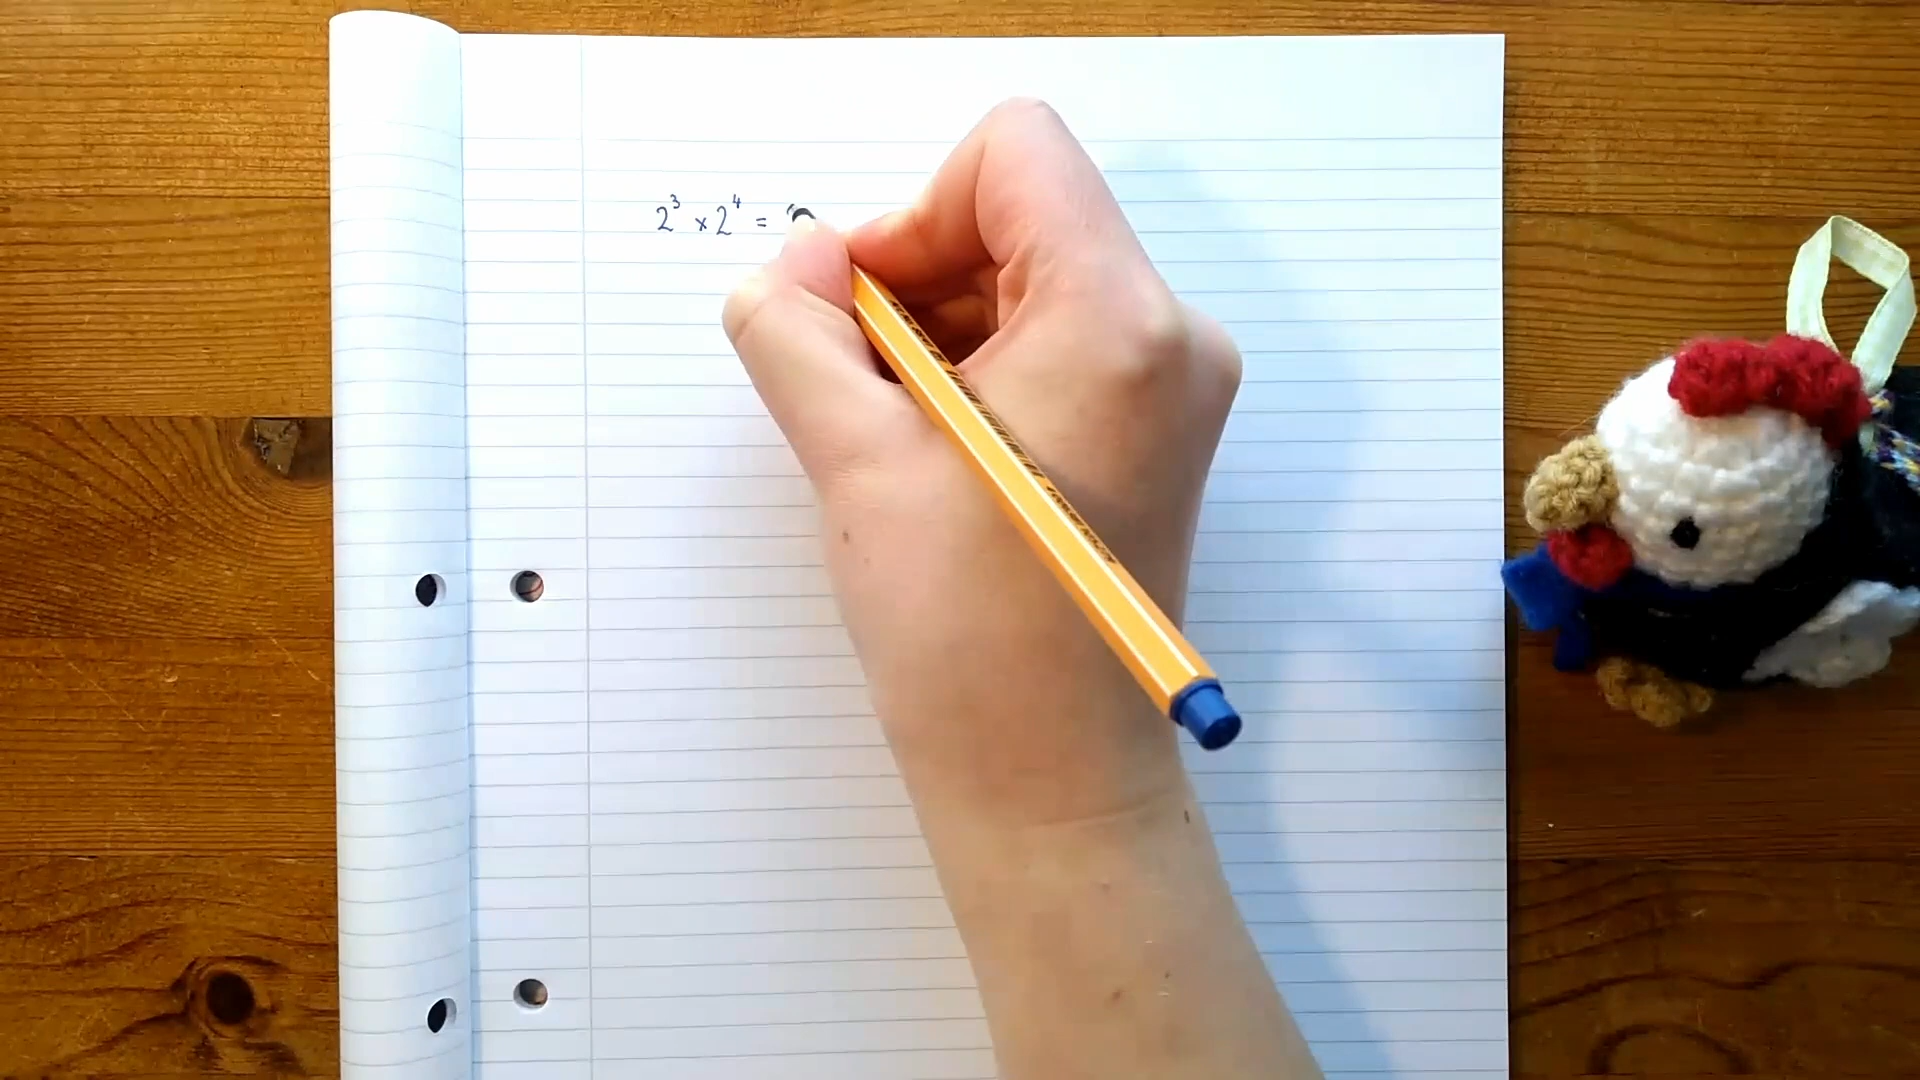 2³ × 2⁴ =